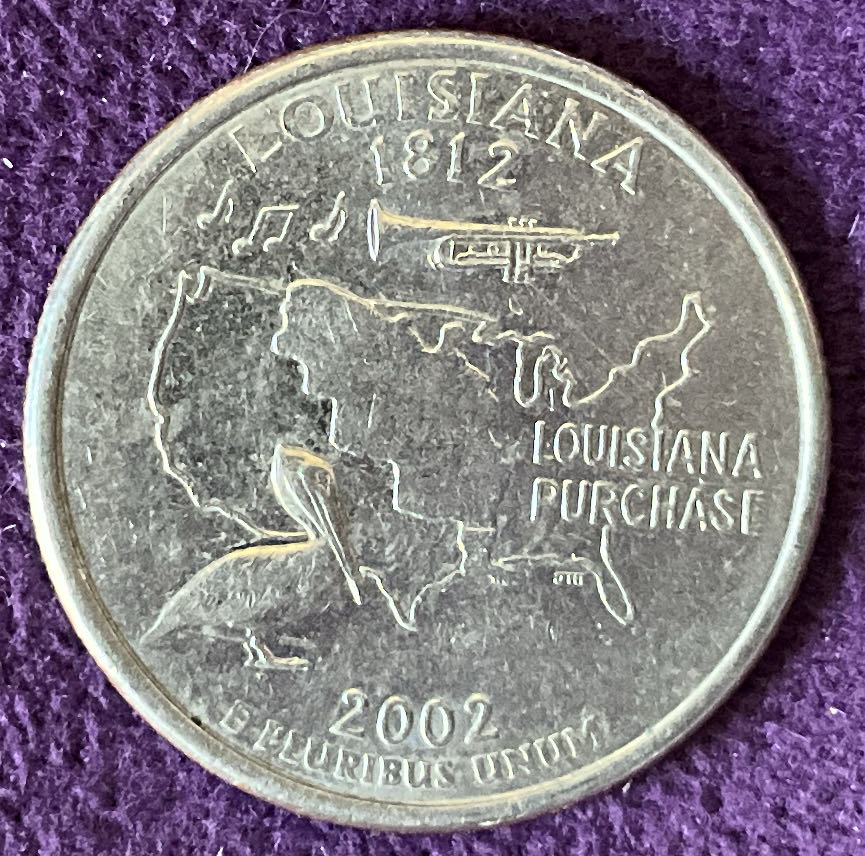 LOUISIANA
1812
LOUISIANA
PURCHASE
2002
E PLURIBUS UNUM